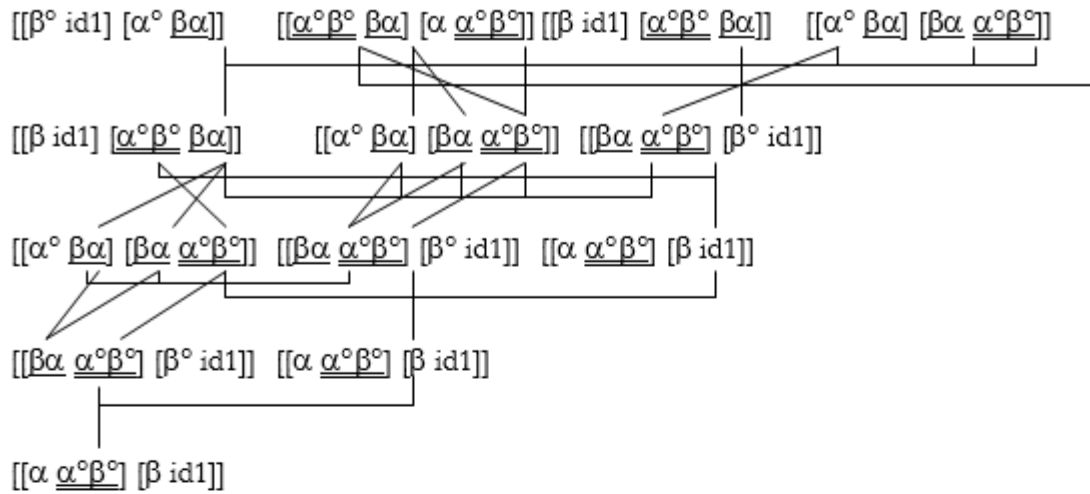 [[β° id1] [α° βα]] [[α°β° βα] [α α°β°]] [[β id1] [α°β° βα]] [[α° βα] [βα α°β°]]
[[β id1] [α°β° βα]] [[α° βα] [βα α°β°]] [[βα α°β°] [β° id1]]
[[α° βα] [βα α°β°]] [[βα α°β°] [β° id1]] [[α α°β°] [β id1]]
[[βα α°β°] [β° id1]] [[α α°β°] [β id1]]
[[α α°β°] [β id1]]